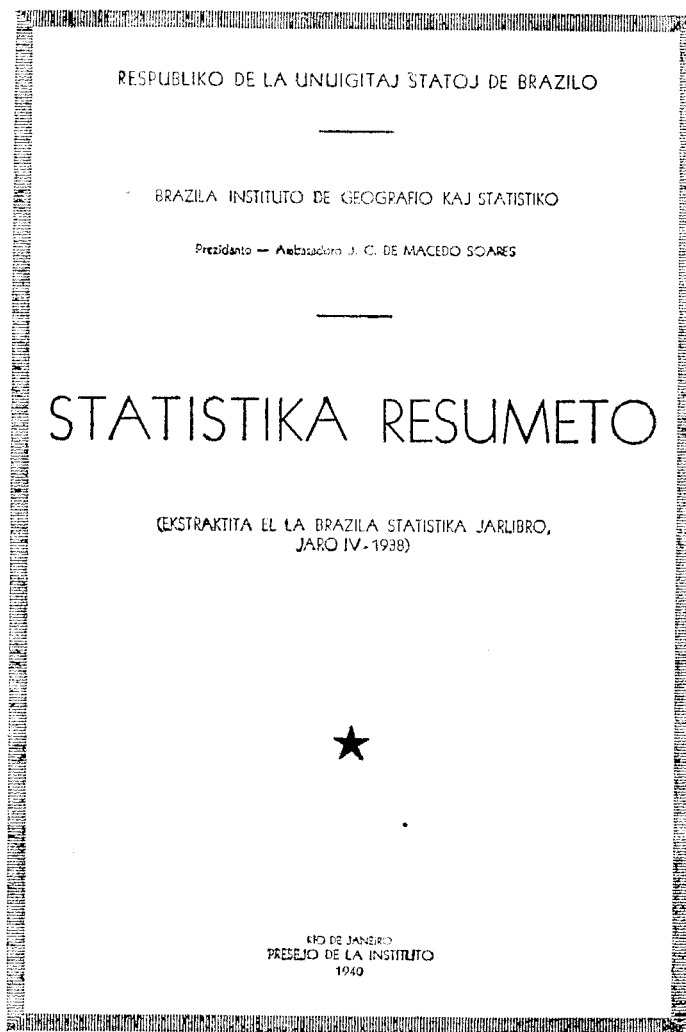 RESPUBLIKO DE LA UNUIGITAJ STATOJ DE BRAZILO
BRAZILA INSTITUTO DE GEOGRAFIO KAJ STATISTIKO
Prezidanto — Ambasadoro J. C. DE MACEDO SOARES
STATISTIKA RESUMETO
(EKSTRAKTITA EL LA BRAZILA STATISTIKA JARLIBRO,
JARO IV-1938)
RIO DE JANEIRO
PRESEJO DE LA INSTITUTO
1940